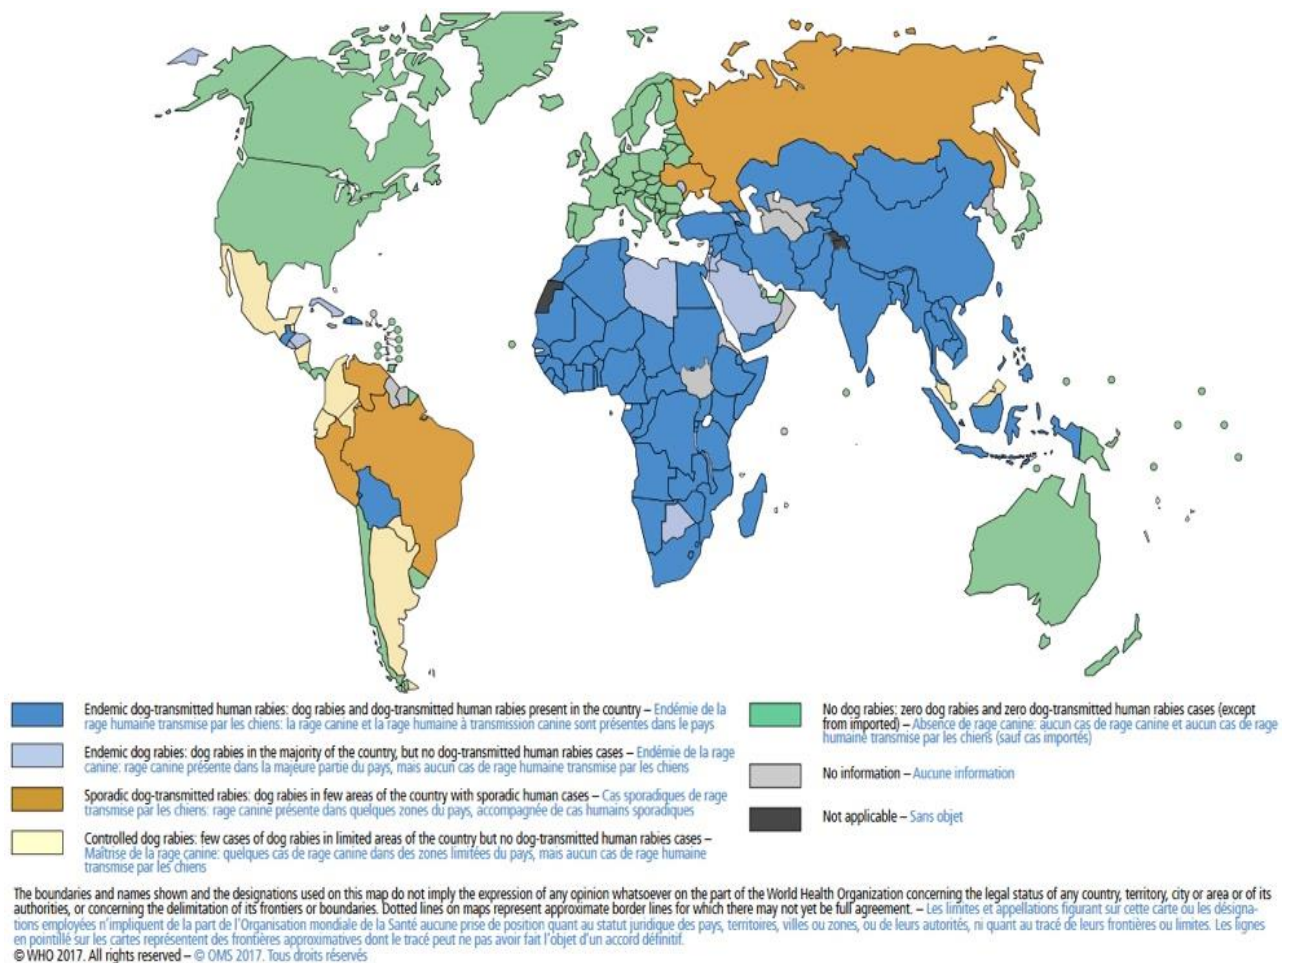 Endemic dog-transmitted human rabies: dog rabies and dog-transmitted human rabies present in the country – Endémie de la
rage humaine transmise par les chiens: la rage canine et la rage humaine à transmission canine sont présentes dans le pays
Endemic dog rabies: dog rabies in the majority of the country, but no dog-transmitted human rabies cases – Endémie de la rage
canine: rage canine présente dans la majeure partie du pays, mais aucun cas de rage humaine transmise par les chiens
Sporadic dog-transmitted rabies: dog rabies in few areas of the country with sporadic human cases – Cas sporadiques de rage
transmise par les chiens: rage canine présente dans quelques zones du pays, accompagnée de cas humains sporadiques
Controlled dog rabies: few cases of dog rabies in limited areas of the country but no dog-transmitted human rabies cases –
Maîtrise de la rage canine: quelques cas de rage canine dans des zones limitées du pays, mais aucun cas de rage humaine
transmise par les chiens
No dog rabies: zero dog rabies and zero dog-transmitted human rabies cases (except
from imported) – Absence de rage canine: aucun cas de rage canine et aucun cas de rage
humaine transmise par les chiens (sauf cas importés)
No information – Aucune information
Not applicable – Sans objet
The boundaries and names shown and the designations used on this map do not imply the expression of any opinion whatsoever on the part of the World Health Organization concerning the legal status of any country, territory, city or area or of its
authorities, or concerning the delimitation of its frontiers or boundaries. Dotted lines on maps represent approximate border lines for which there may not yet be full agreement. – Les limites et appellations figurant sur cette carte ou les désigna-
tions employées n'impliquent de la part de l'Organisation mondiale de la Santé aucune prise de position quant au statut juridique des pays, territoires, villes ou zones, ou de leurs autorités, ni quant au tracé de leurs frontières ou limites. Les lignes
en pointillé sur les cartes représentent des frontières approximatives dont le tracé peut ne pas avoir fait l'objet d'un accord définitif.
© WHO 2017. All rights reserved – © OMS 2017. Tous droits réservés